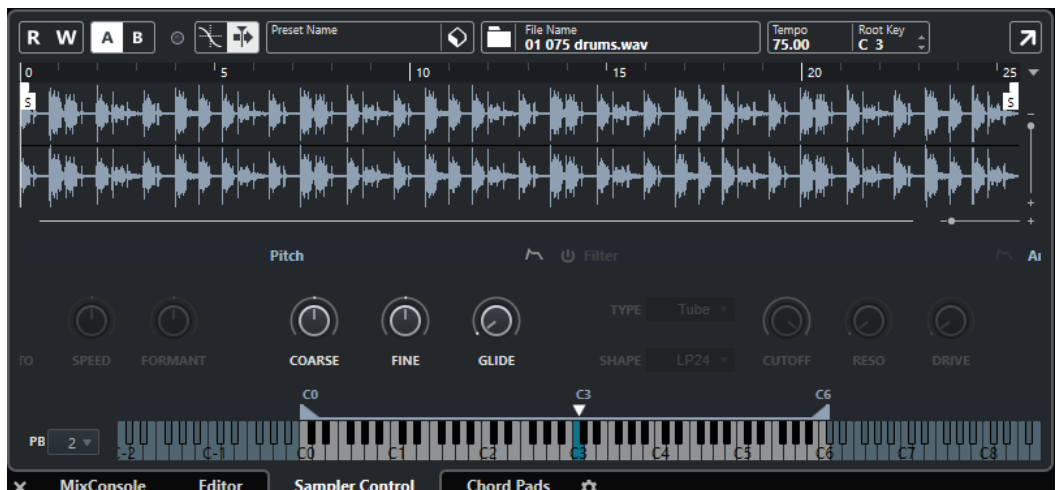 R W A B Preset Name File Name Tempo Root Key
01 075 drums.wav 75.00 C 3
0 5 10 15 20 25
S S
Pitch Filter
TYPE Tube
TO SPEED FORMANT COARSE FINE GLIDE SHAPE LP24 CUTOFF RESO DRIVE
C0 C3 C6
PB 2 C-1 C0 C1 C2 C3 C4 C5 C6 C7 C8
MixConsole Editor Sampler Control Chord Pads